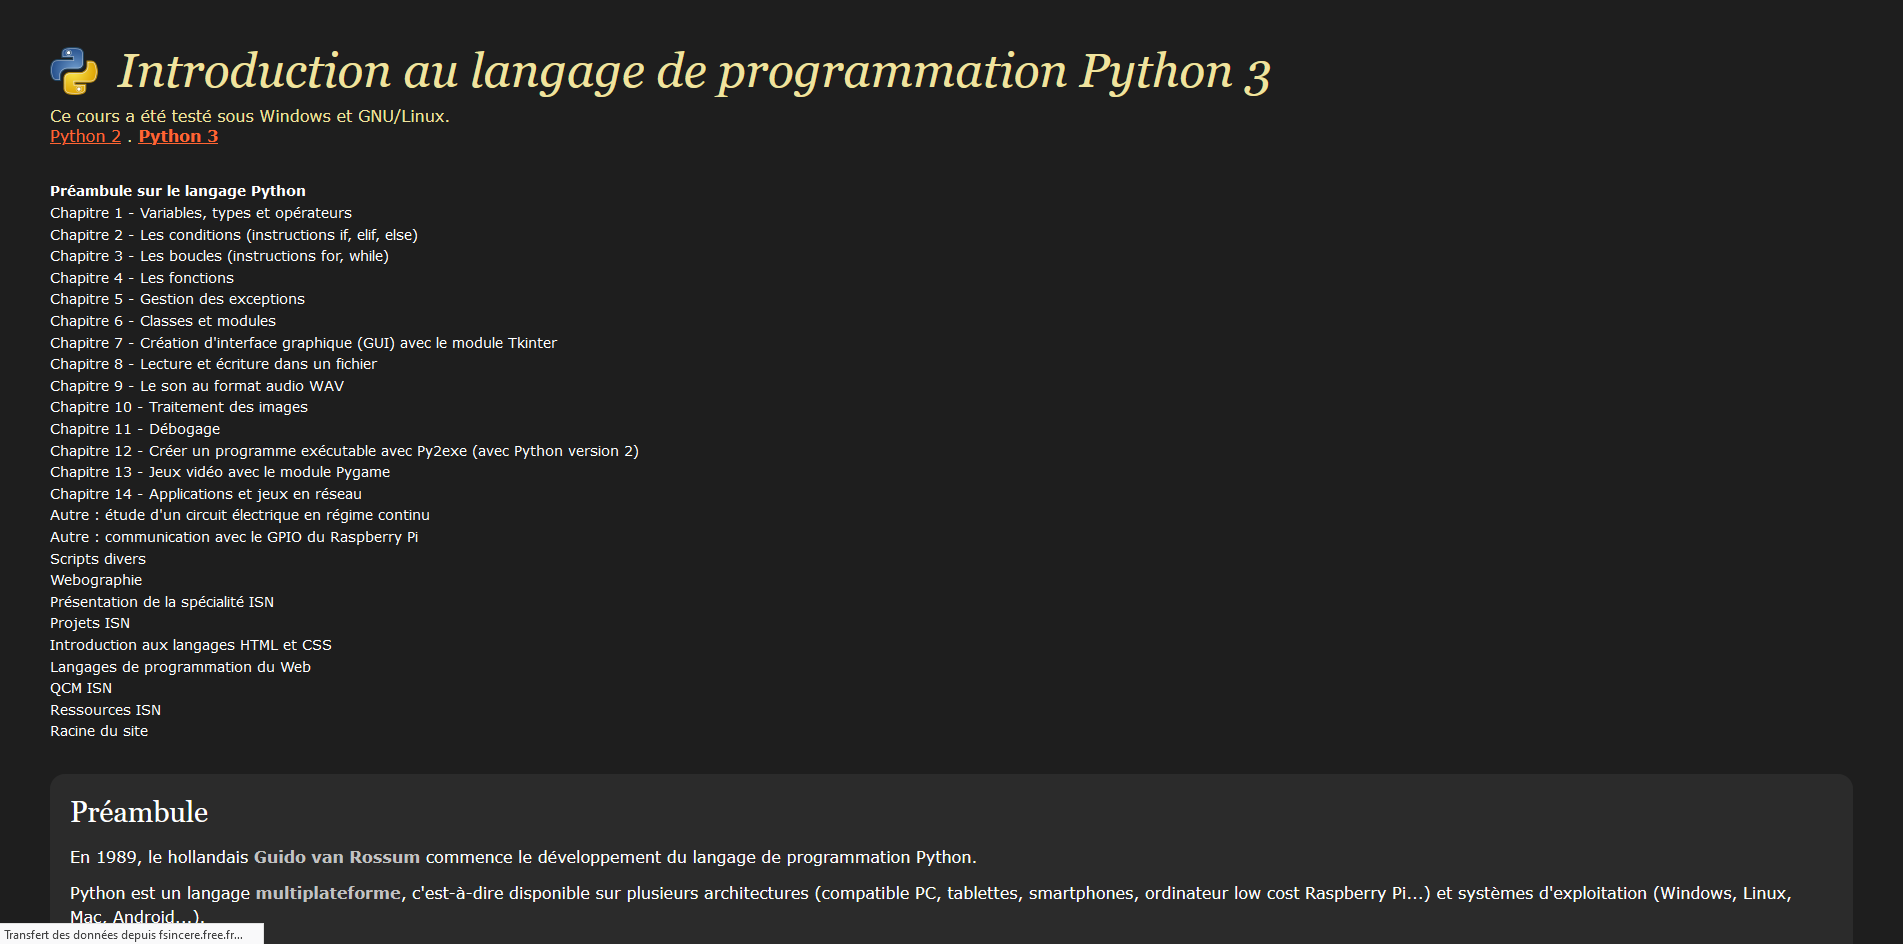 Introduction au langage de programmation Python 3
Ce cours a été testé sous Windows et GNU/Linux.
Python 2 . Python 3
Préambule sur le langage Python
Chapitre 1 - Variables, types et opérateurs
Chapitre 2 - Les conditions (instructions if, elif, else)
Chapitre 3 - Les boucles (instructions for, while)
Chapitre 4 - Les fonctions
Chapitre 5 - Gestion des exceptions
Chapitre 6 - Classes et modules
Chapitre 7 - Création d'interface graphique (GUI) avec le module Tkinter
Chapitre 8 - Lecture et écriture dans un fichier
Chapitre 9 - Le son au format audio WAV
Chapitre 10 - Traitement des images
Chapitre 11 - Débogage
Chapitre 12 - Créer un programme exécutable avec Py2exe (avec Python version 2)
Chapitre 13 - Jeux vidéo avec le module Pygame
Chapitre 14 - Applications et jeux en réseau
Autre : étude d'un circuit électrique en régime continu
Autre : communication avec le GPIO du Raspberry Pi
Scripts divers
Webographie
Présentation de la spécialité ISN
Projets ISN
Introduction aux langages HTML et CSS
Langages de programmation du Web
QCM ISN
Ressources ISN
Racine du site
Préambule
En 1989, le hollandais Guido van Rossum commence le développement du langage de programmation Python.
Python est un langage multiplateforme, c'est-à-dire disponible sur plusieurs architectures (compatible PC, tablettes, smartphones, ordinateur low cost Raspberry Pi...) et systèmes d'exploitation (Windows, Linux,
Mac, Android...).
Transfert des données depuis fsincere.free.fr...